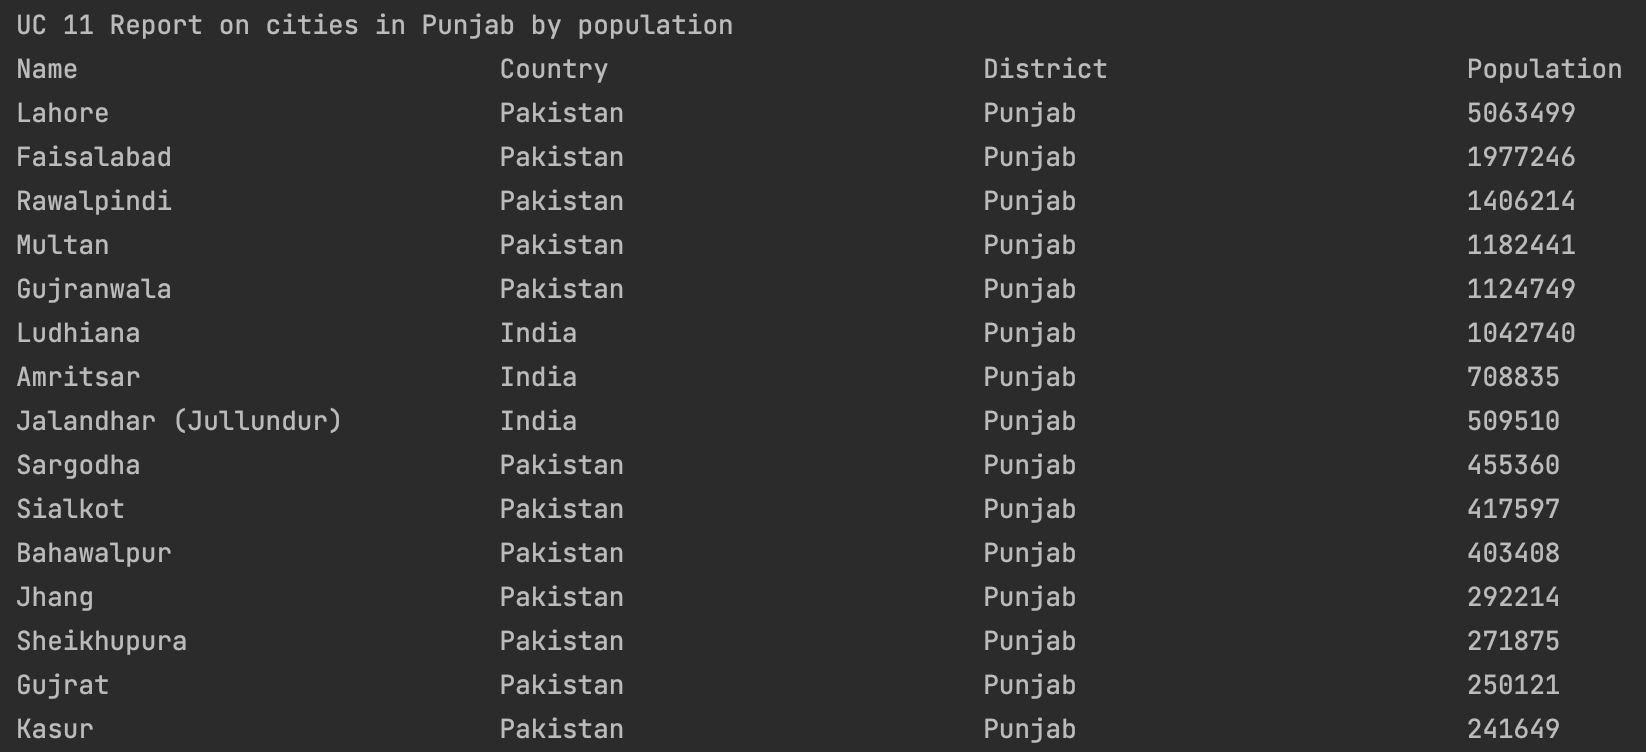 UC 11 Report on cities in Punjab by population
Name Country District Population
Lahore Pakistan Punjab 5063499
Faisalabad Pakistan Punjab 1977246
Rawalpindi Pakistan Punjab 1406214
Multan Pakistan Punjab 1182441
Gujranwala Pakistan Punjab 1124749
Ludhiana India Punjab 1042740
Amritsar India Punjab 708835
Jalandhar (Jullundur) India Punjab 509510
Sargodha Pakistan Punjab 455360
Sialkot Pakistan Punjab 417597
Bahawalpur Pakistan Punjab 403408
Jhang Pakistan Punjab 292214
Sheikhupura Pakistan Punjab 271875
Gujrat Pakistan Punjab 250121
Kasur Pakistan Punjab 241649